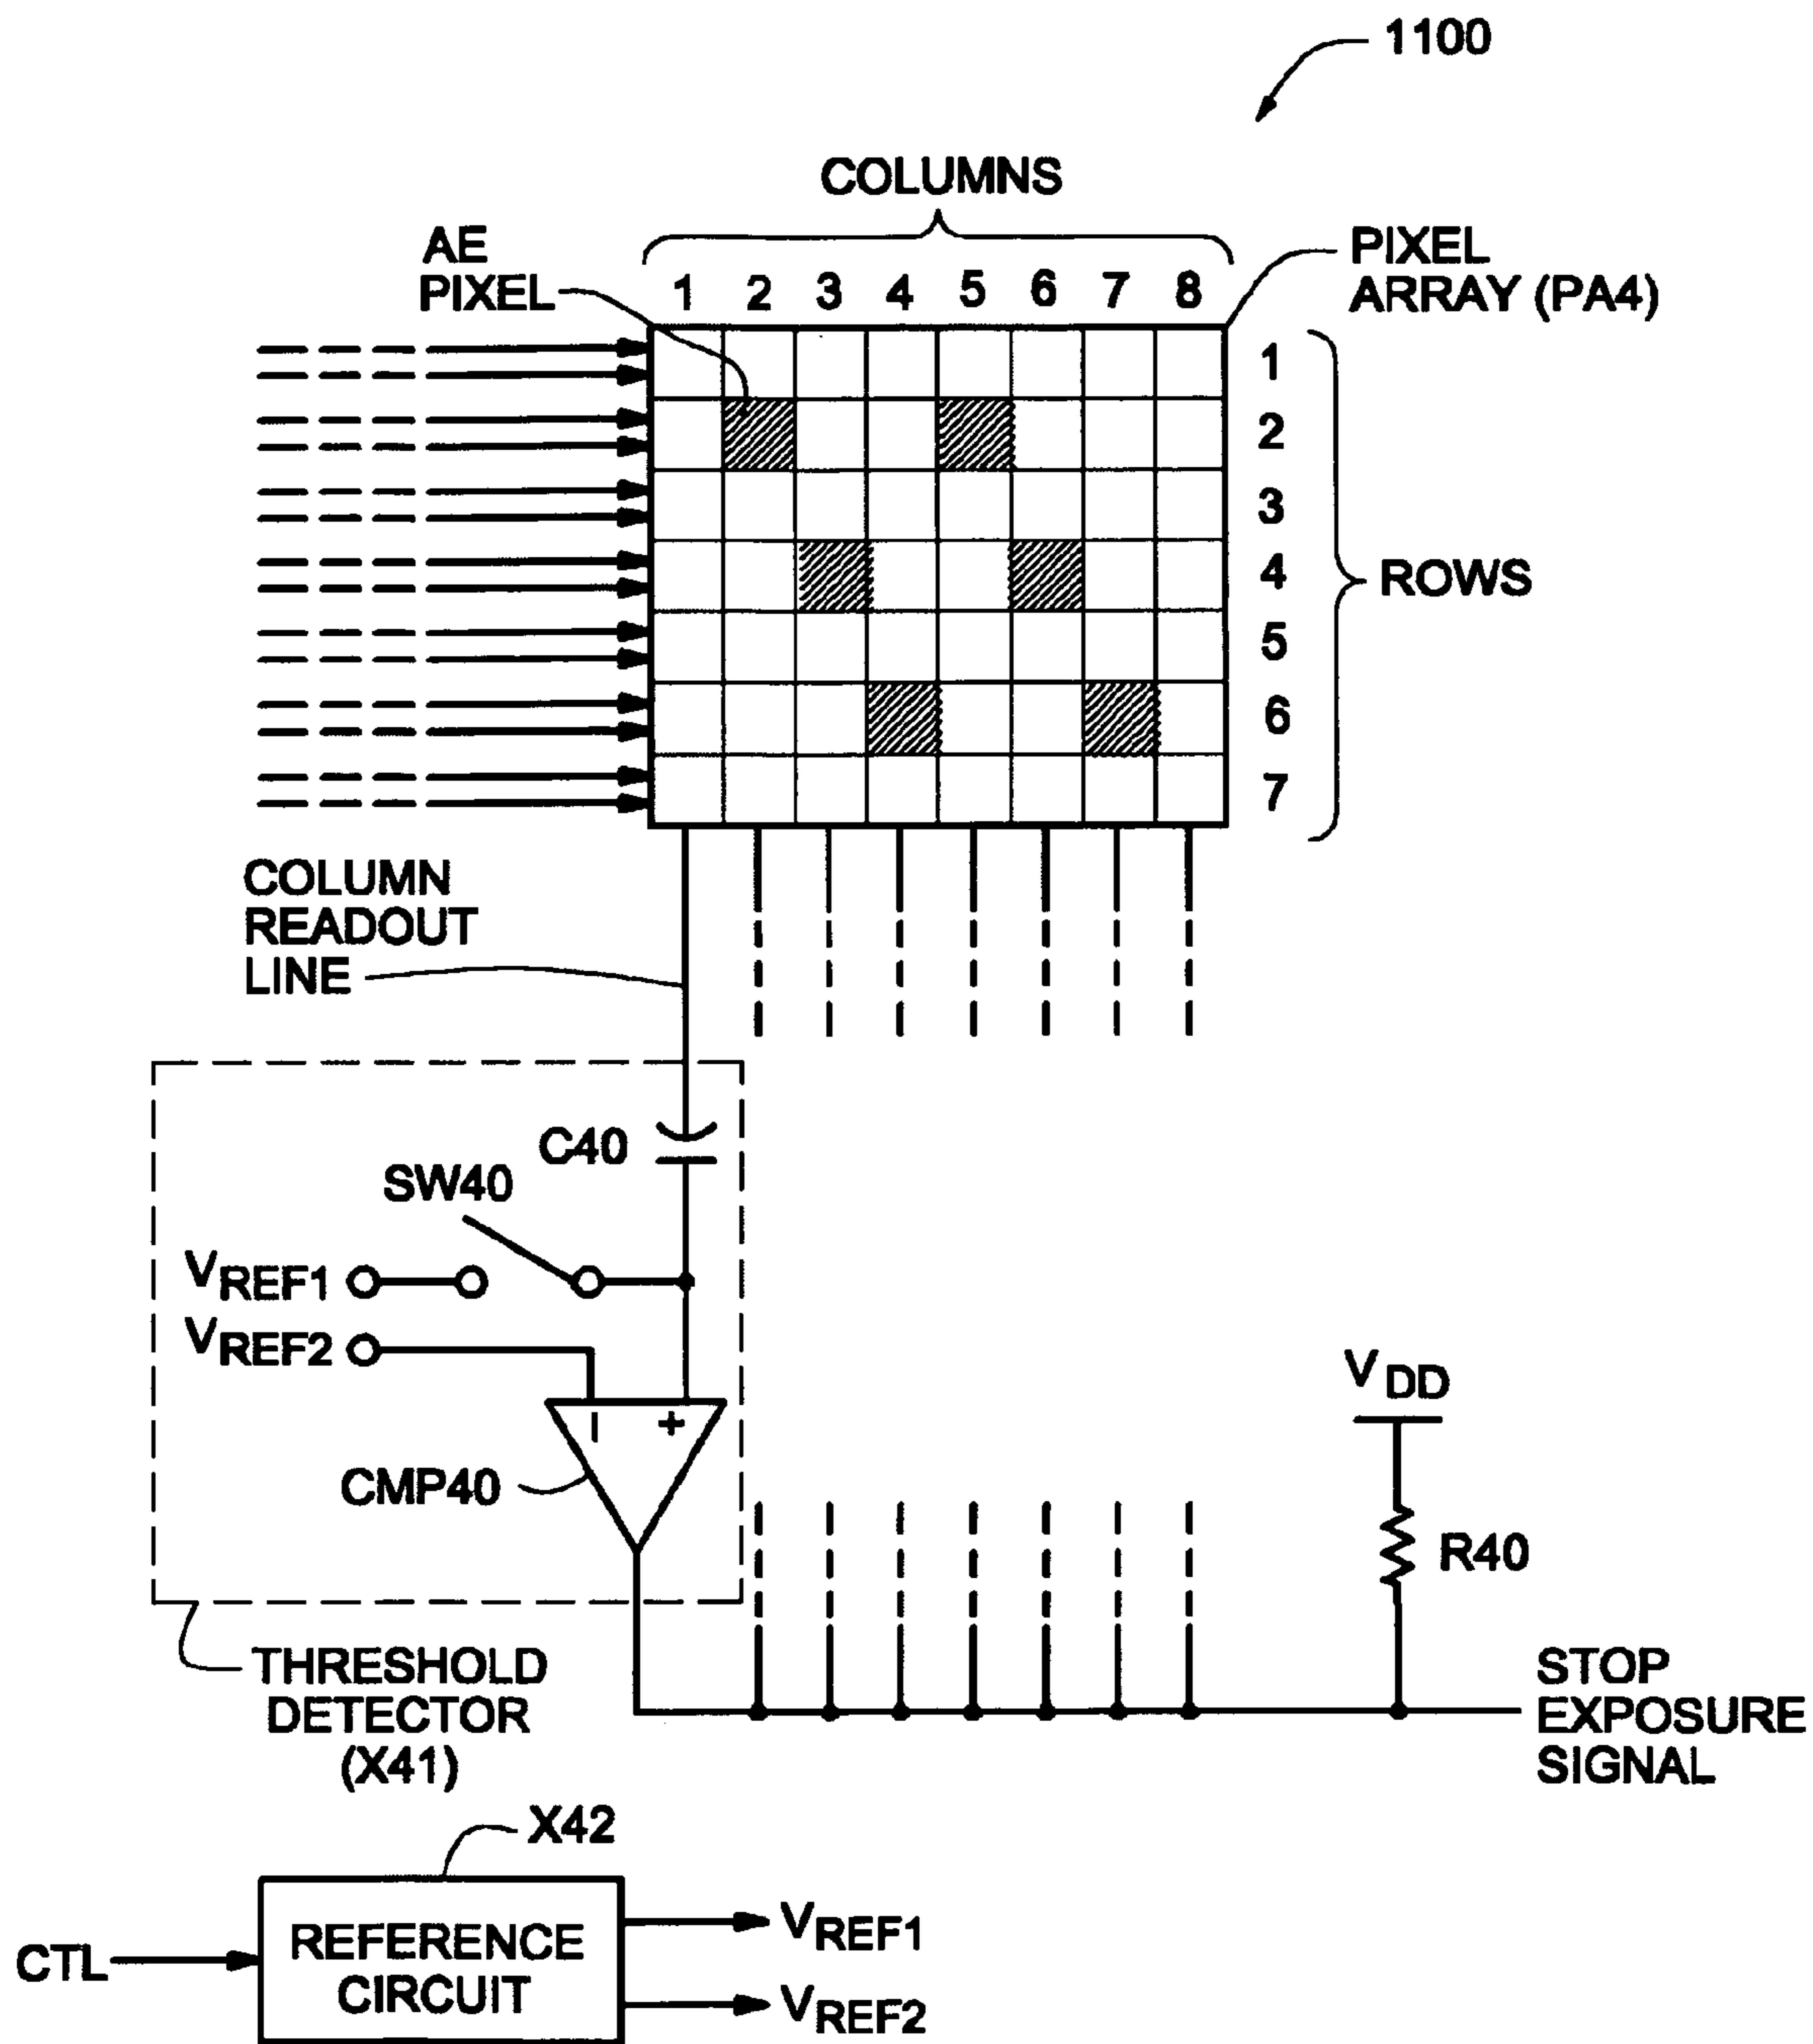 1100
COLUMNS
AE
PIXEL
PIXEL
ARRAY (PA4)
1 2 3 4 5 6 7 8
1
2
3
4
5
6
7
ROWS
COLUMN
READOUT
LINE
C40
SW40
VREF1
VREF2
- +
CMP40
VDD
R40
THRESHOLD
DETECTOR
(X41)
STOP
EXPOSURE
SIGNAL
X42
CTL
REFERENCE
CIRCUIT
VREF1
VREF2